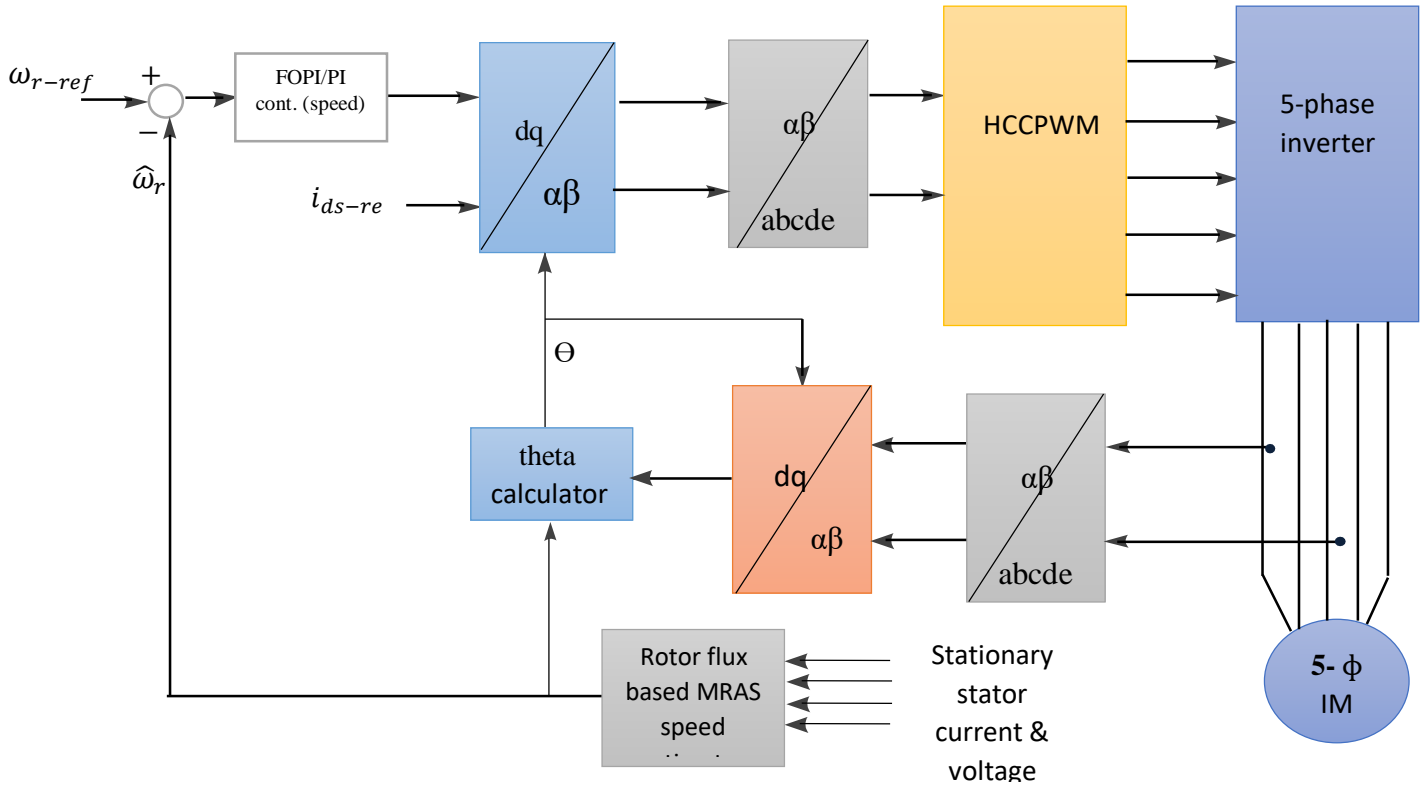 ω_{r−ref}
+
−
ω̂_r
FOPI/PI
cont. (speed)
i_{ds−re}
dq
αβ
αβ
abcde
HCCPWM
5-phase
inverter
ϴ
theta
calculator
dq
αβ
αβ
abcde
Rotor flux
based MRAS
speed
Stationary
stator
current &
voltage
5- ϕ
IM